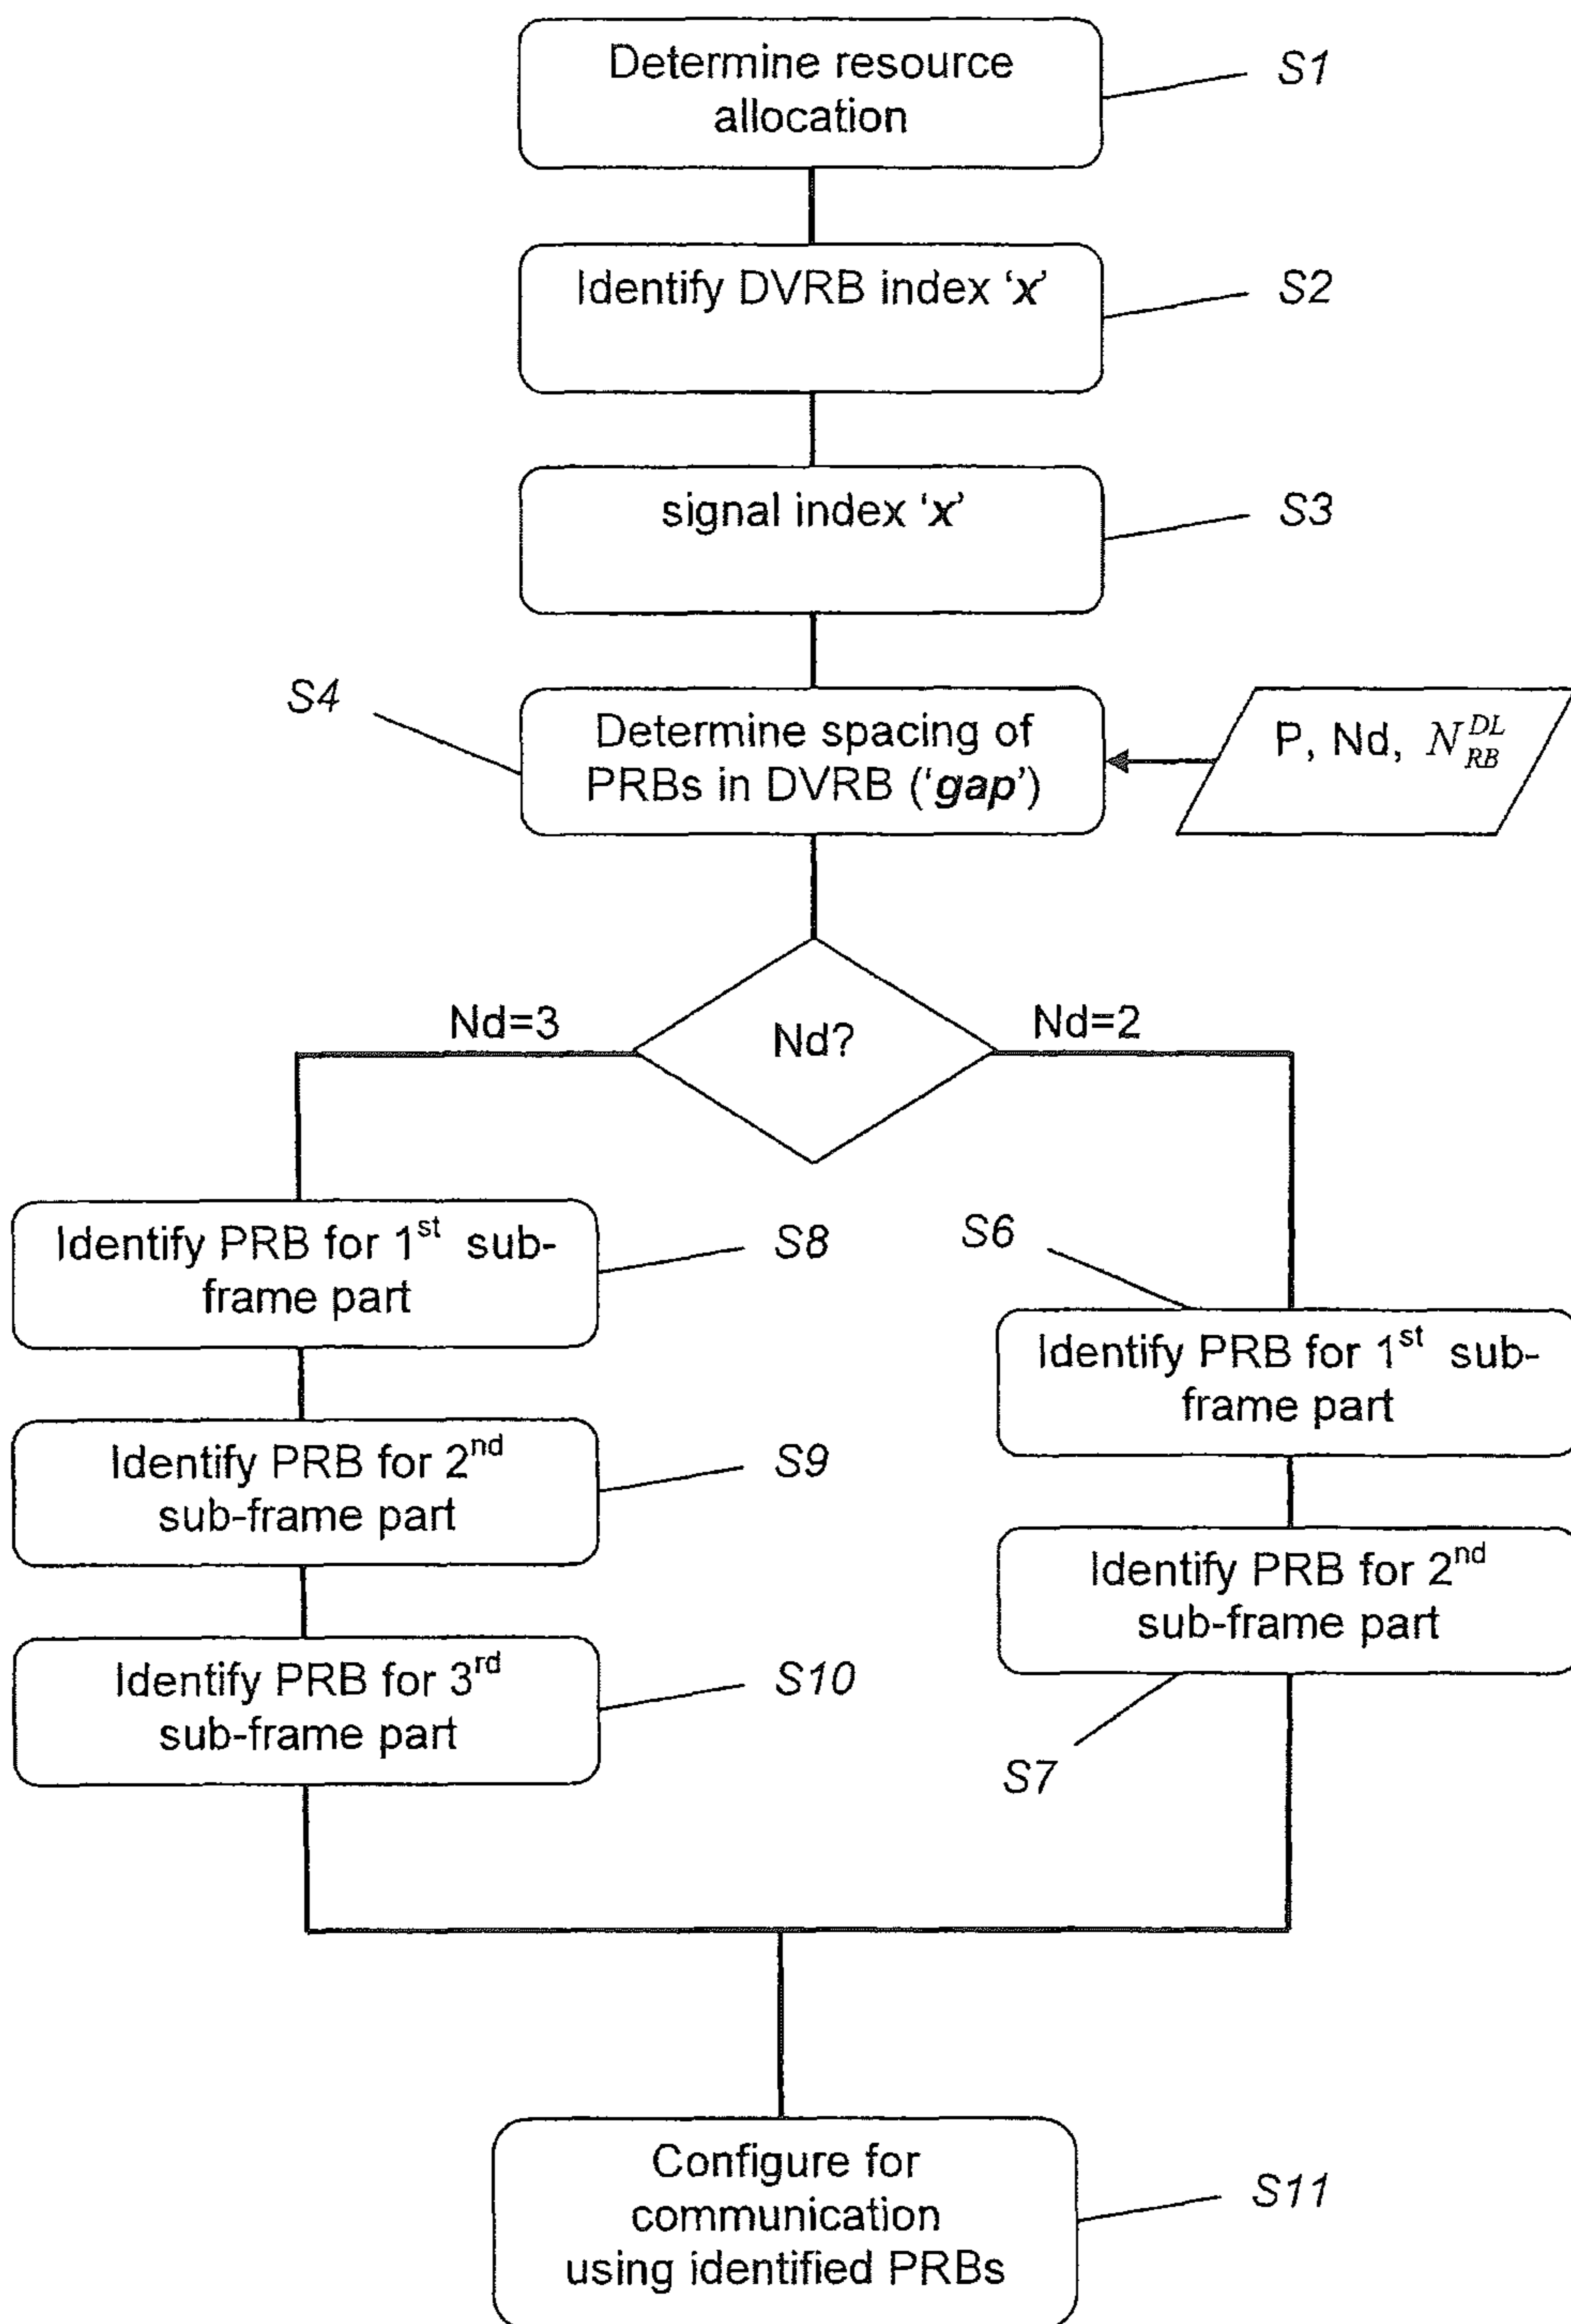 Determine resource
allocation
S1
Identify DVRB index ‘x’
S2
signal index ‘x’
S3
S4
Determine spacing of
PRBs in DVRB (‘gap’)
P, Nd, N_{RB}^{DL}
Nd=3
Nd?
Nd=2
Identify PRB for 1st sub-
frame part
S8
Identify PRB for 2nd
sub-frame part
S9
Identify PRB for 3rd
sub-frame part
S10
S6
Identify PRB for 1st sub-
frame part
Identify PRB for 2nd
sub-frame part
S7
Configure for
communication
using identified PRBs
S11